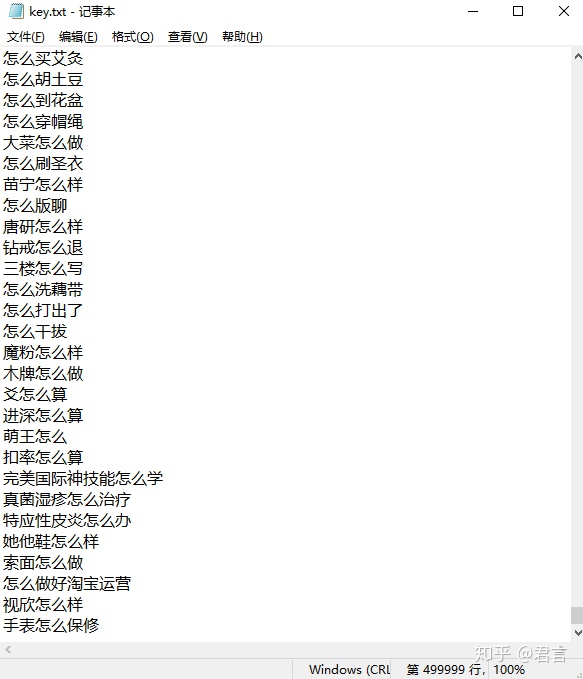 key.txt - 记事本
文件(F) 编辑(E) 格式(O) 查看(V) 帮助(H)
怎么买艾灸
怎么胡土豆
怎么到花盆
怎么穿帽绳
大菜怎么做
怎么刷圣衣
苗宁怎么样
怎么版聊
唐研怎么样
钻戒怎么退
三楼怎么写
怎么洗藕带
怎么打出了
怎么干拔
魔粉怎么样
木牌怎么做
爻怎么算
进深怎么算
萌王怎么
扣率怎么算
完美国际神技能怎么学
真菌湿疹怎么治疗
特应性皮炎怎么办
她他鞋怎么样
索面怎么做
怎么做好淘宝运营
视欣怎么样
手表怎么保修
知乎 @君言
Windows (CRL 第 499999 行, 100%